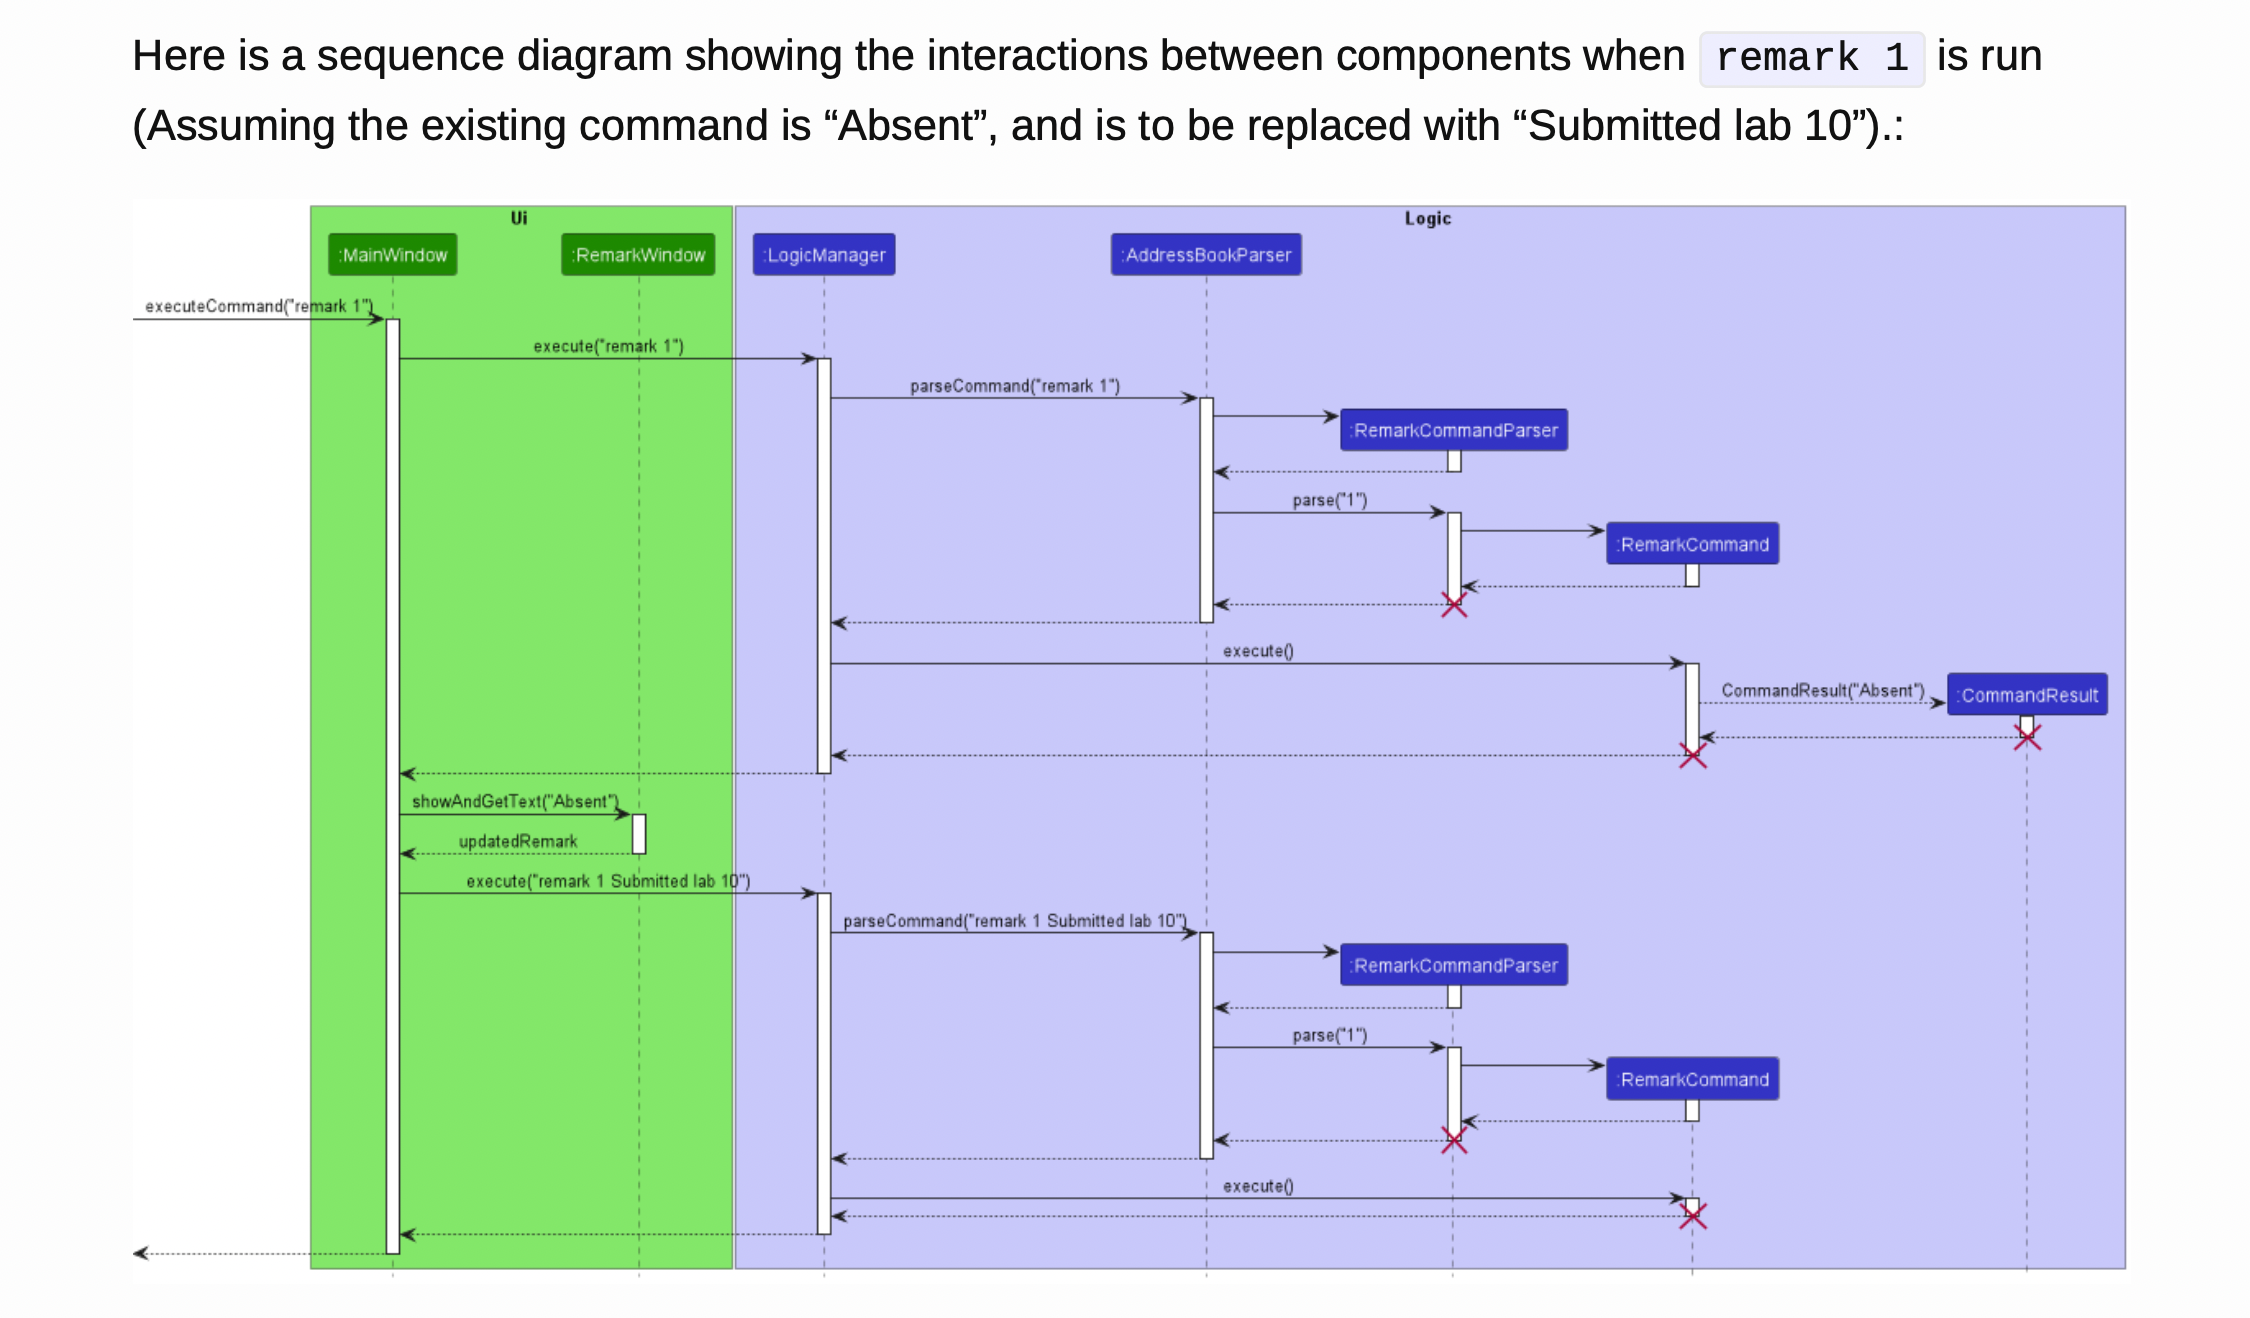 Here is a sequence diagram showing the interactions between components when remark 1 is run
(Assuming the existing command is “Absent”, and is to be replaced with “Submitted lab 10”).:
Ui
Logic
:MainWindow
:RemarkWindow
:LogicManager
:AddressBookParser
executeCommand("remark 1")
execute("remark 1")
parseCommand("remark 1")
:RemarkCommandParser
parse("1")
:RemarkCommand
execute()
CommandResult("Absent")
:CommandResult
showAndGetText("Absent")
updatedRemark
execute("remark 1 Submitted lab 10")
parseCommand("remark 1 Submitted lab 10")
:RemarkCommandParser
parse("1")
:RemarkCommand
execute()